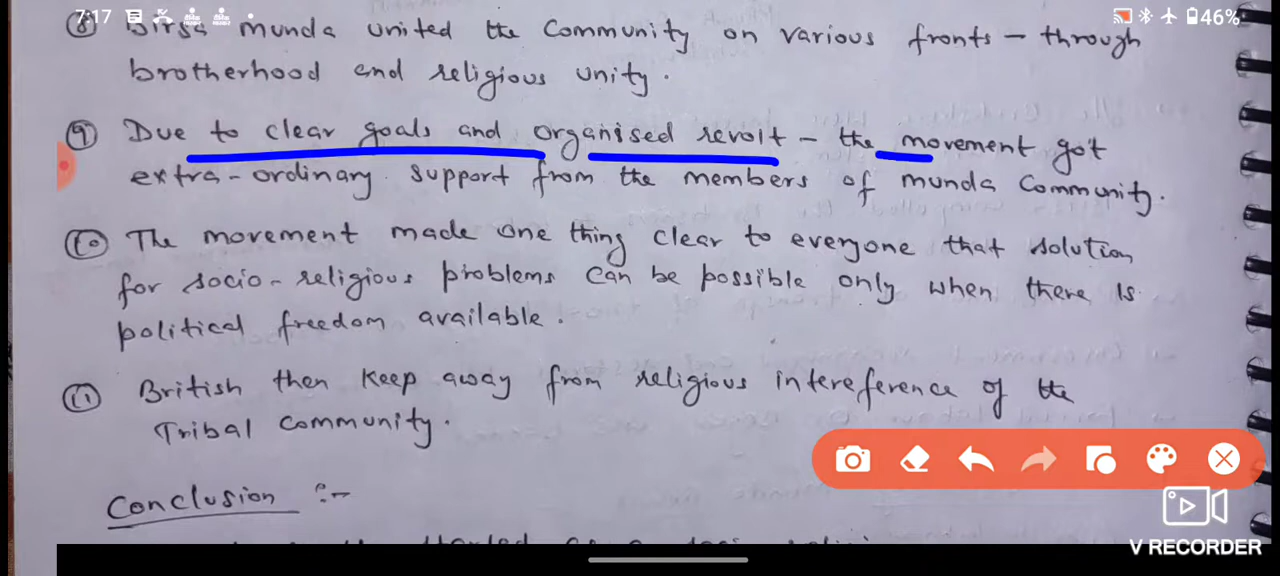 7:17
46%
⑧ Birsa munda united the Community on various fronts - through
brotherhood and religious unity.
⑨ Due to clear goals and organised revolt - the movement got
extra-ordinary support from the members of munda Community.
⑩ The movement made one thing clear to everyone that solution
for socio-religious problems can be possible only when there is
political freedom available.
⑪ British then keep away from religious intereference of the
Tribal community.
Conclusion :-
V RECORDER